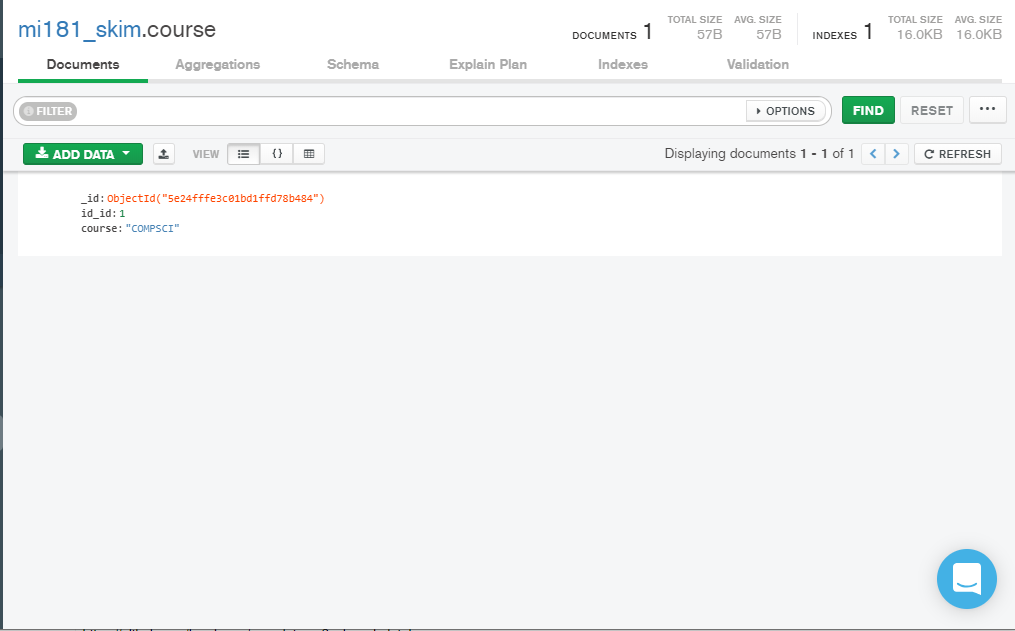 mi181_skim.course
DOCUMENTS 1 TOTAL SIZE 57B AVG. SIZE 57B INDEXES 1 TOTAL SIZE 16.0KB AVG. SIZE 16.0KB
Documents Aggregations Schema Explain Plan Indexes Validation
FILTER OPTIONS FIND RESET ...
ADD DATA VIEW { } Displaying documents 1 - 1 of 1 < > REFRESH
_id: ObjectId("5e24fffe3c01bd1ffd78b484")
id_id: 1
course: "COMPSCI"